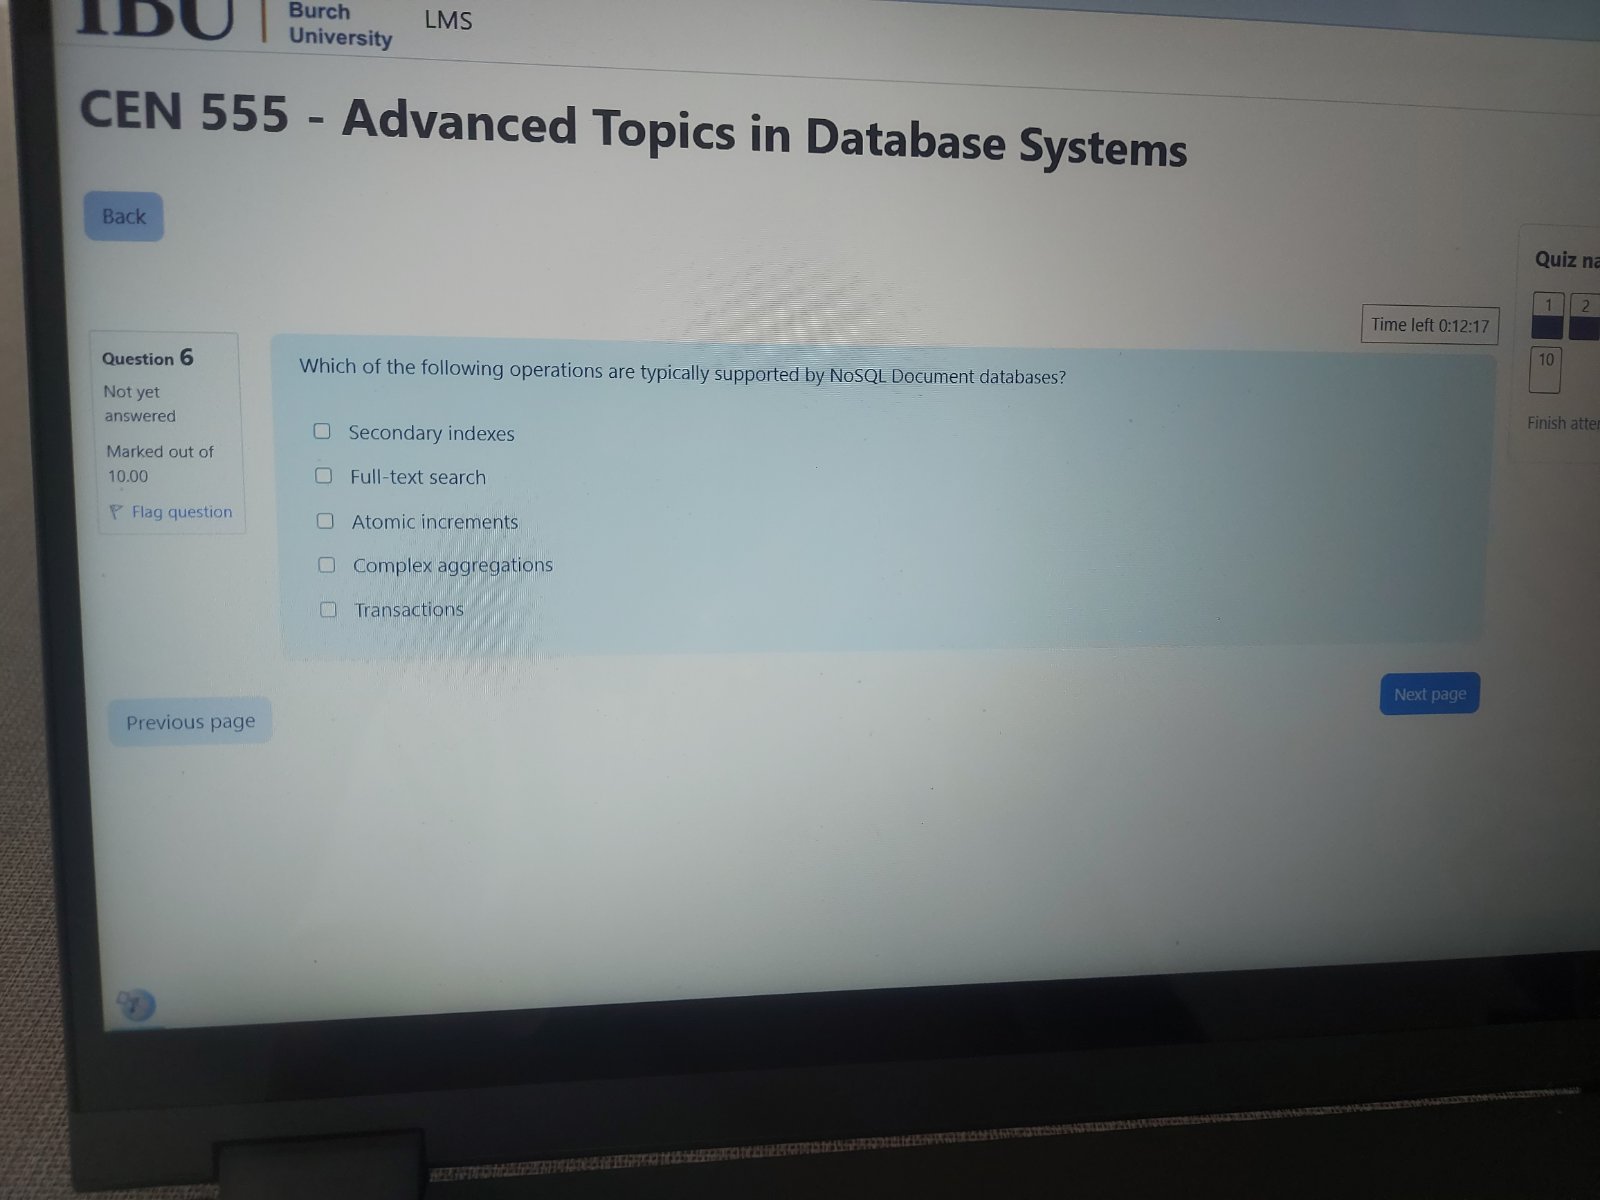 IBU
Burch
University
LMS
CEN 555 - Advanced Topics in Database Systems
Back
Quiz na
1 2
10
Finish atte
Time left 0:12:17
Question 6
Not yet
answered
Marked out of
10.00
Flag question
Which of the following operations are typically supported by NoSQL Document databases?
Secondary indexes
Full-text search
Atomic increments
Complex aggregations
Transactions
Previous page
Next page